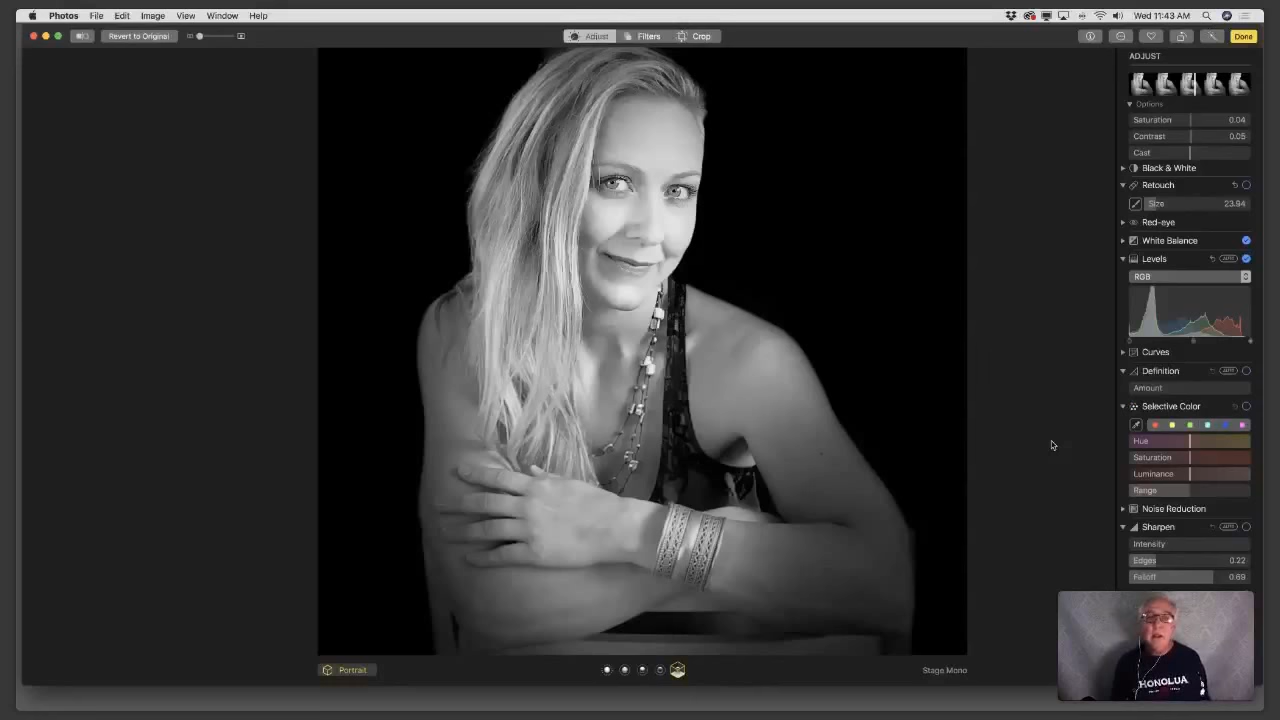 Photos File Edit Image View Window Help Wed 11:43 AM
Revert to Original Adjust Filters Crop Done
ADJUST
Options
Saturation 0.04
Contrast 0.05
Cast
Black & White
Retouch
Size 23.94
Red-eye
White Balance
Levels AUTO
RGB
Curves
Definition AUTO
Amount
Selective Color
Hue
Saturation
Luminance
Range
Noise Reduction
Sharpen AUTO
Intensity
Edges 0.22
Falloff 0.69
HONOLUA
Portrait Stage Mono